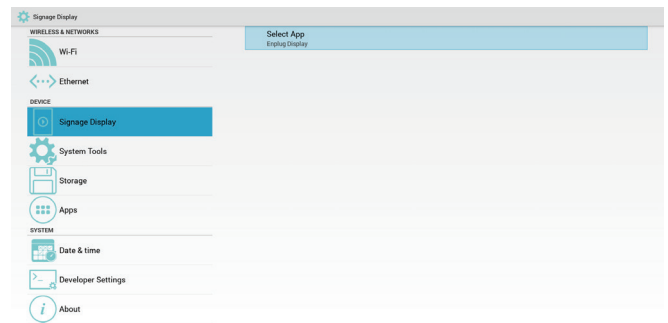 Signage Display
WIRELESS & NETWORKS
Wi-Fi
Ethernet
DEVICE
Signage Display
System Tools
Storage
Apps
SYSTEM
Date & time
Developer Settings
About
Select App
Enplug Display